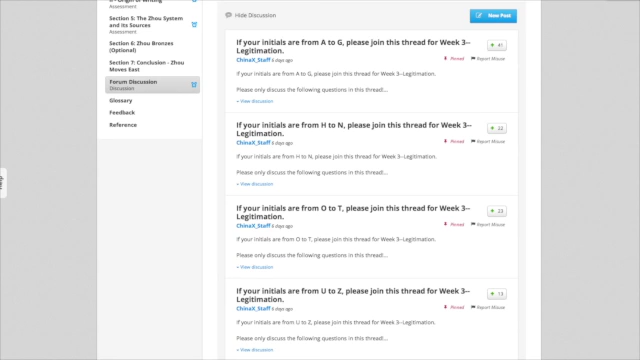 II - Origin of Writing
Assessment
Section 5: The Zhou System
and its Sources
Assessment
Section 6: Zhou Bronzes
(Optional)
Section 7: Conclusion - Zhou
Moves East
Forum Discussion
Discussion
Glossary
Feedback
Reference
Help
Hide Discussion
New Post
If your initials are from A to G, please join this thread for Week 3--
Legitimation.
+ 41
ChinaX_Staff 8 days ago
Pinned Report Misuse
If your initials are from A to G, please join this thread for Week 3--Legitimation.
Please only discuss the following questions in this thread!...
+ View discussion
If your initials are from H to N, please join this thread for Week 3--
Legitimation.
+ 22
ChinaX_Staff 8 days ago
Pinned Report Misuse
If your initials are from H to N, please join this thread for Week 3--Legitimation.
Please only discuss the following questions in this thread!...
+ View discussion
If your initials are from O to T, please join this thread for Week 3--
Legitimation.
+ 23
ChinaX_Staff 8 days ago
Pinned Report Misuse
If your initials are from O to T, please join this thread for Week 3--Legitimation.
Please only discuss the following questions in this thread!...
+ View discussion
If your initials are from U to Z, please join this thread for Week 3--
Legitimation.
+ 13
ChinaX_Staff 8 days ago
Pinned Report Misuse
If your initials are from U to Z, please join this thread for Week 3--Legitimation.
Please only discuss the following questions in this thread!...
+ View discussion